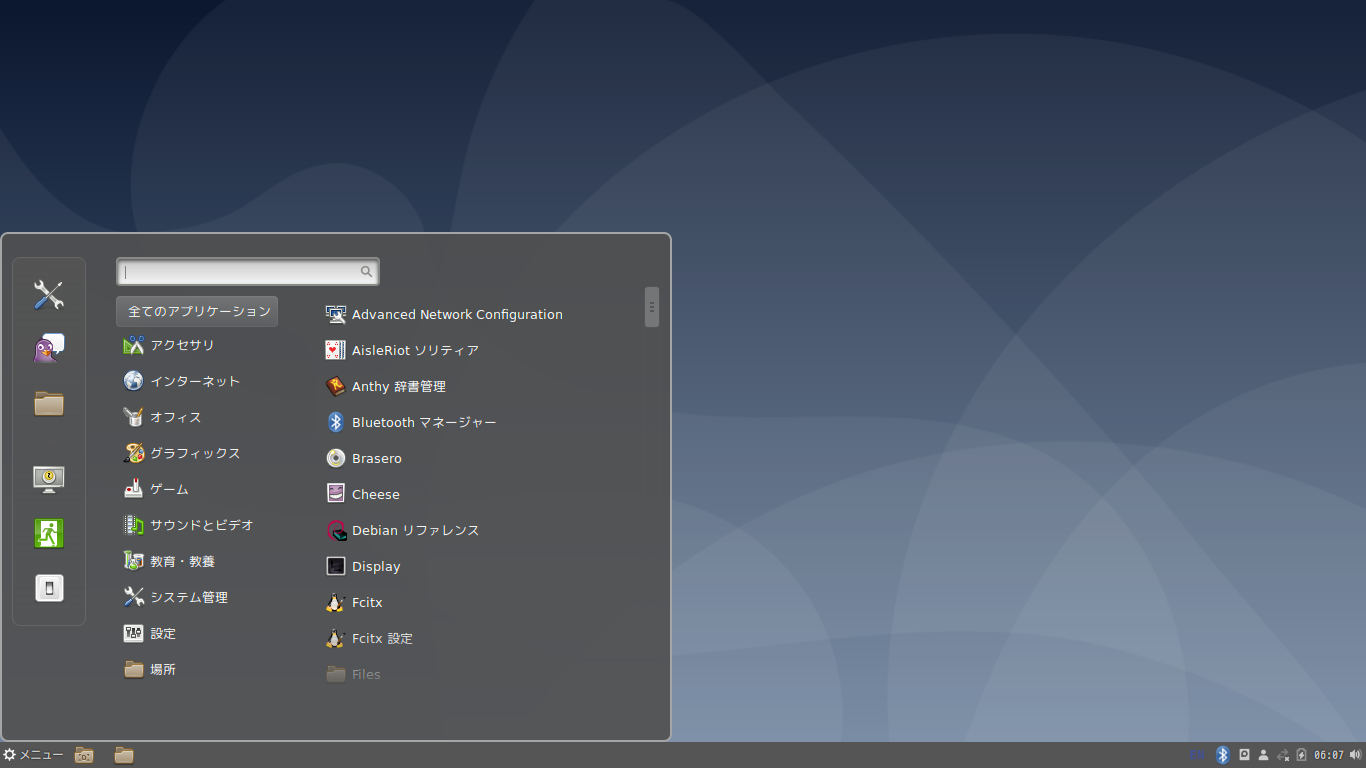 全てのアプリケーション
アクセサリ
インターネット
オフィス
グラフィックス
ゲーム
サウンドとビデオ
教育・教養
システム管理
設定
場所
Advanced Network Configuration
AisleRiot ソリティア
Anthy 辞書管理
Bluetooth マネージャー
Brasero
Cheese
Debian リファレンス
Display
Fcitx
Fcitx 設定
Files
メニュー
06:07